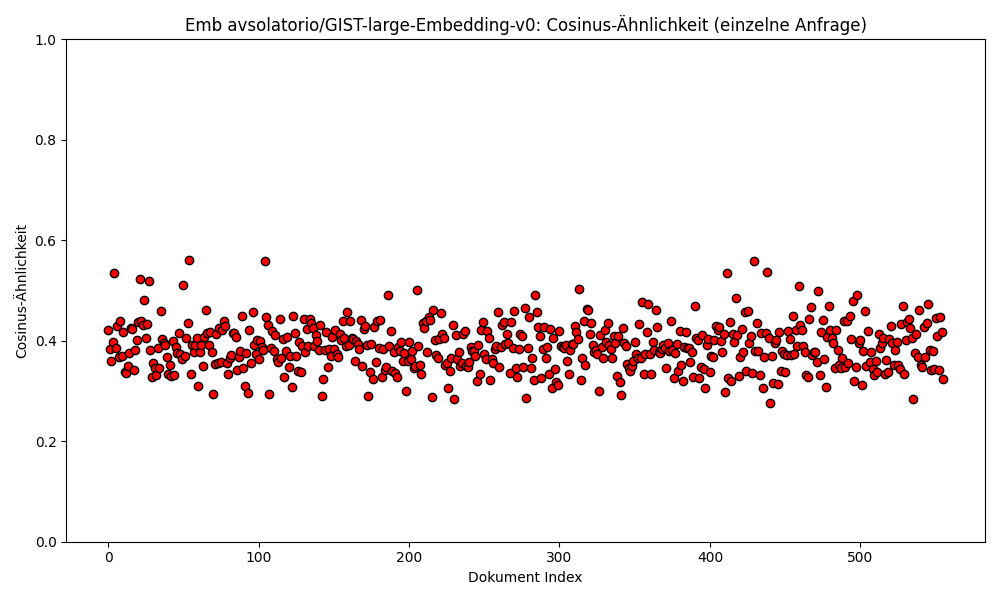 Emb avsolatorio/GIST-large-Embedding-v0: Cosinus-Ähnlichkeit (einzelne Anfrage)
1.0
0.8
0.6
0.4
0.2
0.0
Cosinus-Ähnlichkeit
0 100 200 300 400 500
Dokument Index